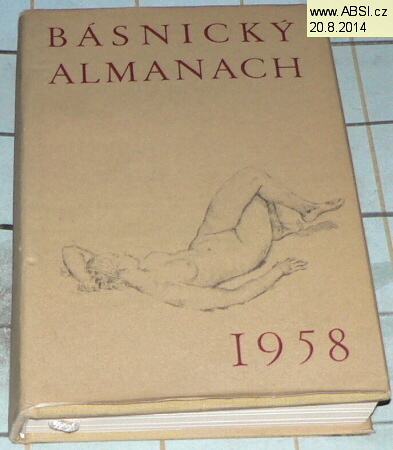 www.ABSI.cz
20.8.2014
BÁSNICKÝ
ALMANACH
1958